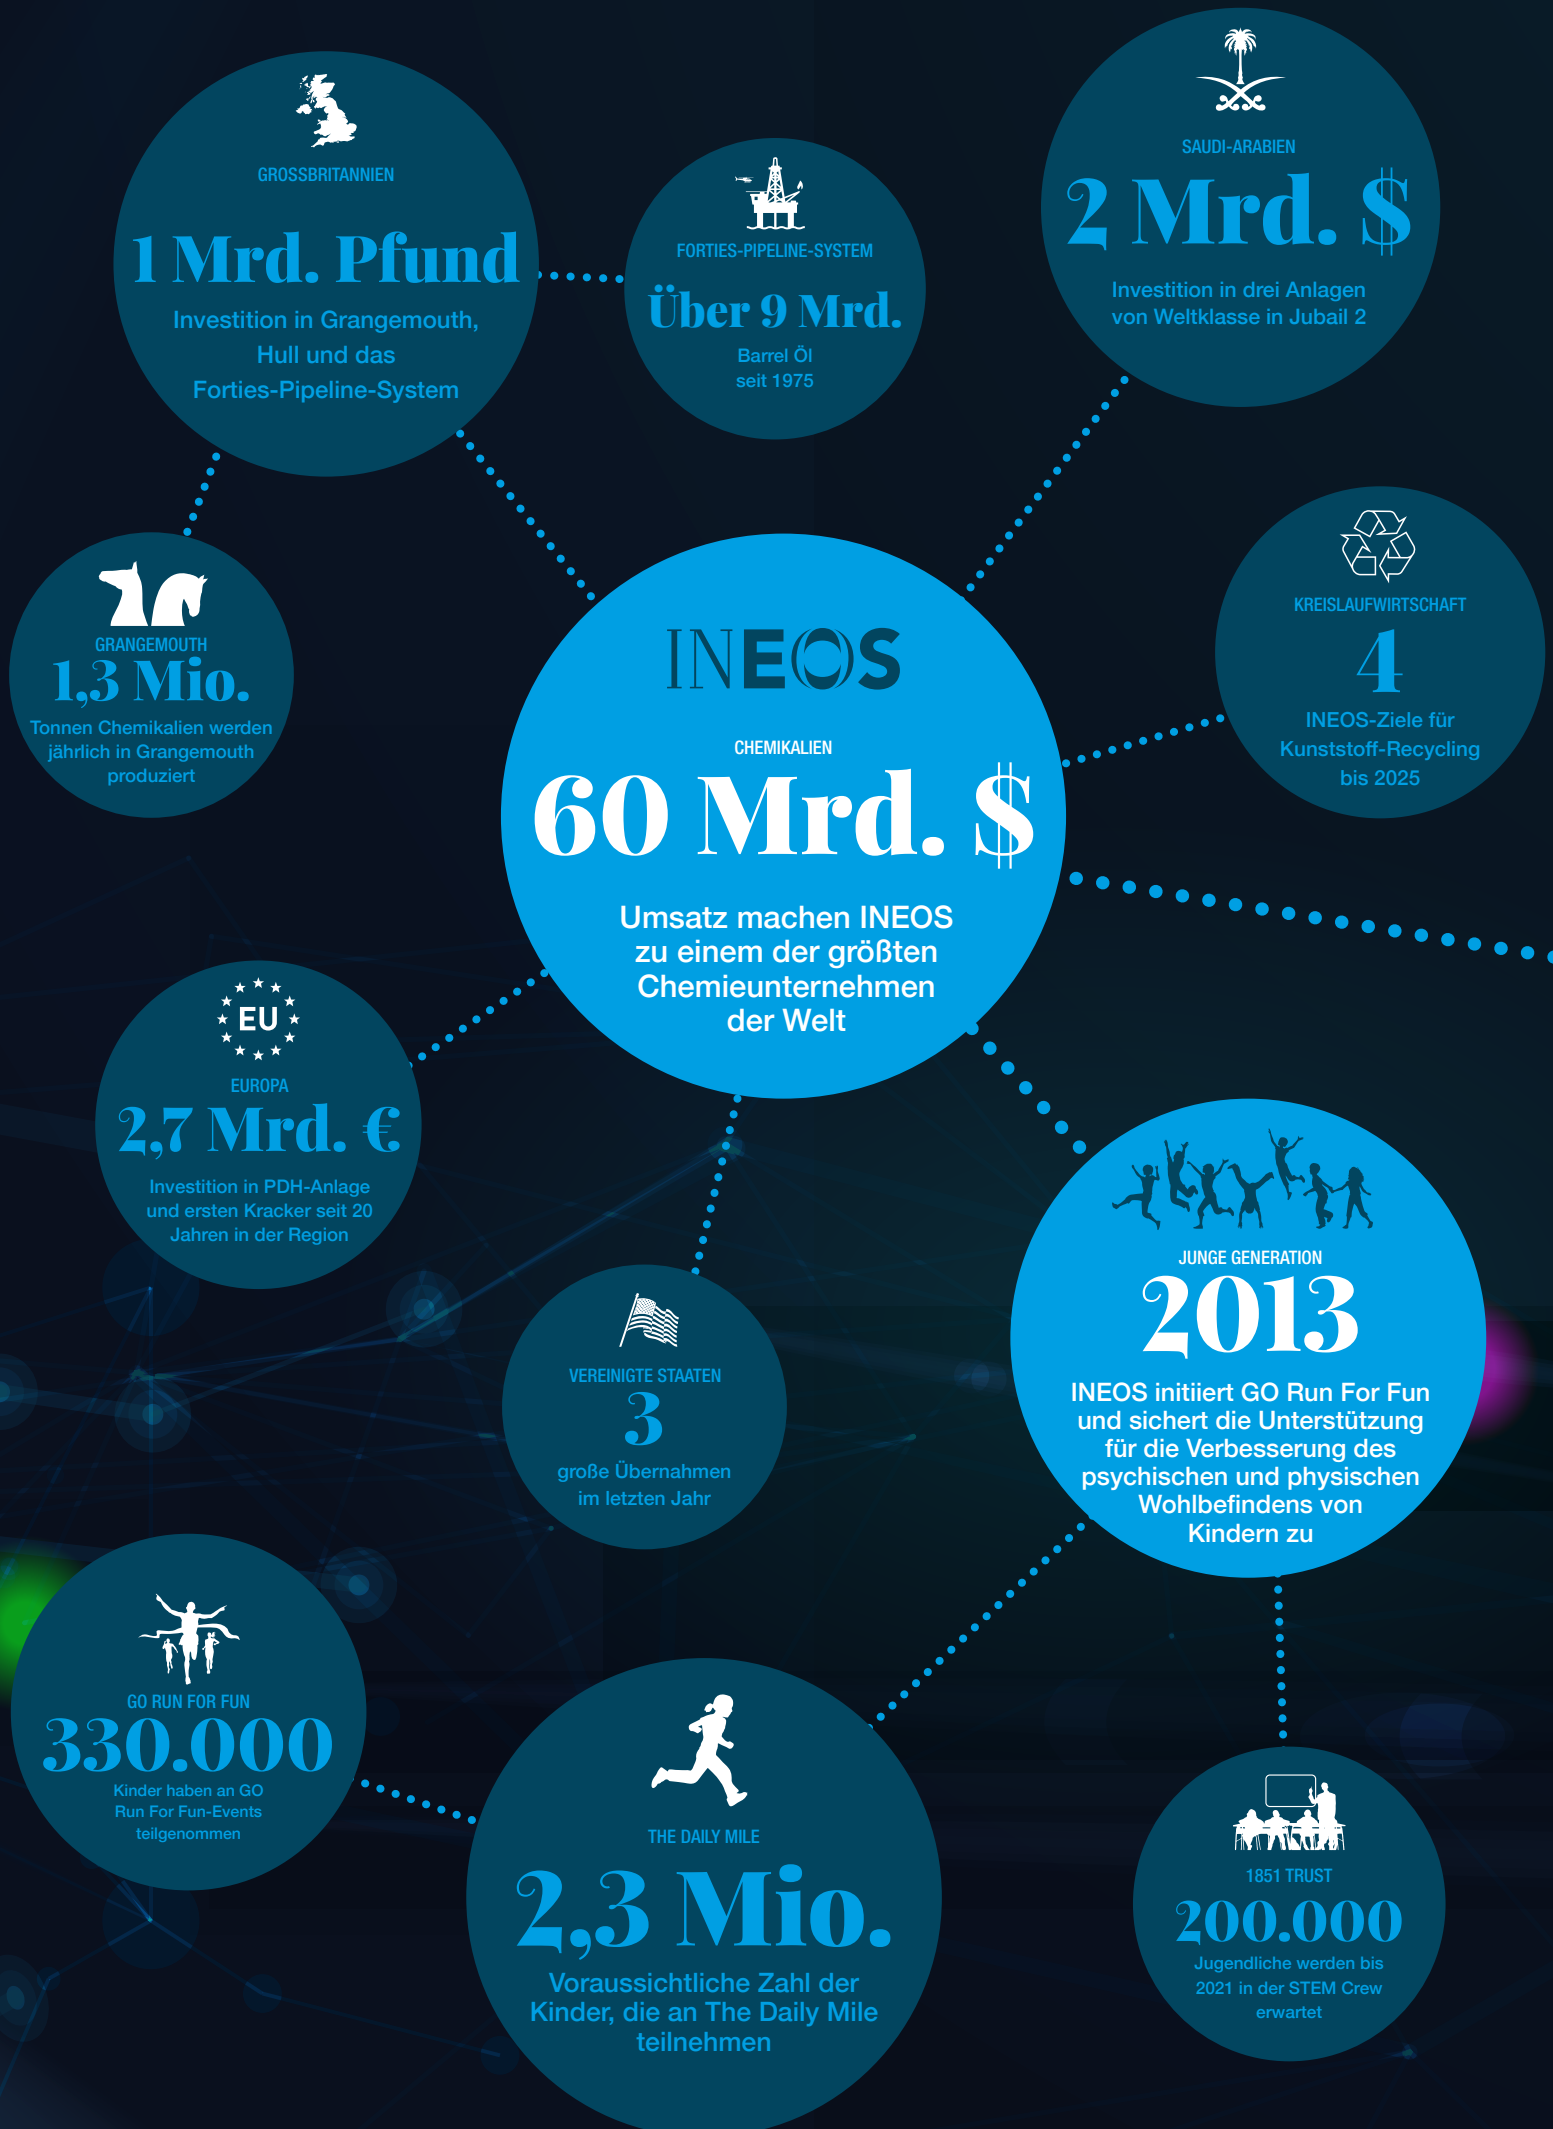 GROSSBRITANNIEN
1 Mrd. Pfund
Investition in Grangemouth,
Hull und das
Forties-Pipeline-System
FORTIES-PIPELINE-SYSTEM
Über 9 Mrd.
Barrel Öl
seit 1975
SAUDI-ARABIEN
2 Mrd. $
Investition in drei Anlagen
von Weltklasse in Jubail 2
GRANGEMOUTH
1,3 Mio.
Tonnen Chemikalien werden
jährlich in Grangemouth
produziert
INEOS
CHEMIKALIEN
60 Mrd. $
Umsatz machen INEOS
zu einem der größten
Chemieunternehmen
der Welt
KREISLAUFWIRTSCHAFT
4
INEOS-Ziele für
Kunststoff-Recycling
bis 2025
EU
EUROPA
2,7 Mrd. €
Investition in PDH-Anlage
und ersten Kracker seit 20
Jahren in der Region
VEREINIGTE STAATEN
3
große Übernahmen
im letzten Jahr
JUNGE GENERATION
2013
INEOS initiiert GO Run For Fun
und sichert die Unterstützung
für die Verbesserung des
psychischen und physischen
Wohlbefindens von
Kindern zu
GO RUN FOR FUN
330.000
Kinder haben an GO
Run For Fun-Events
teilgenommen
THE DAILY MILE
2,3 Mio.
Voraussichtliche Zahl der
Kinder, die an The Daily Mile
teilnehmen
1851 TRUST
200.000
Jugendliche werden bis
2021 in der STEM Crew
erwartet